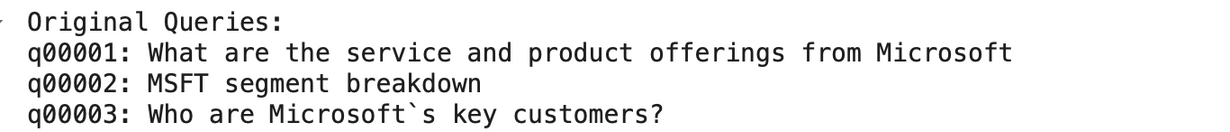 Original Queries:
q00001: What are the service and product offerings from Microsoft
q00002: MSFT segment breakdown
q00003: Who are Microsoft`s key customers?